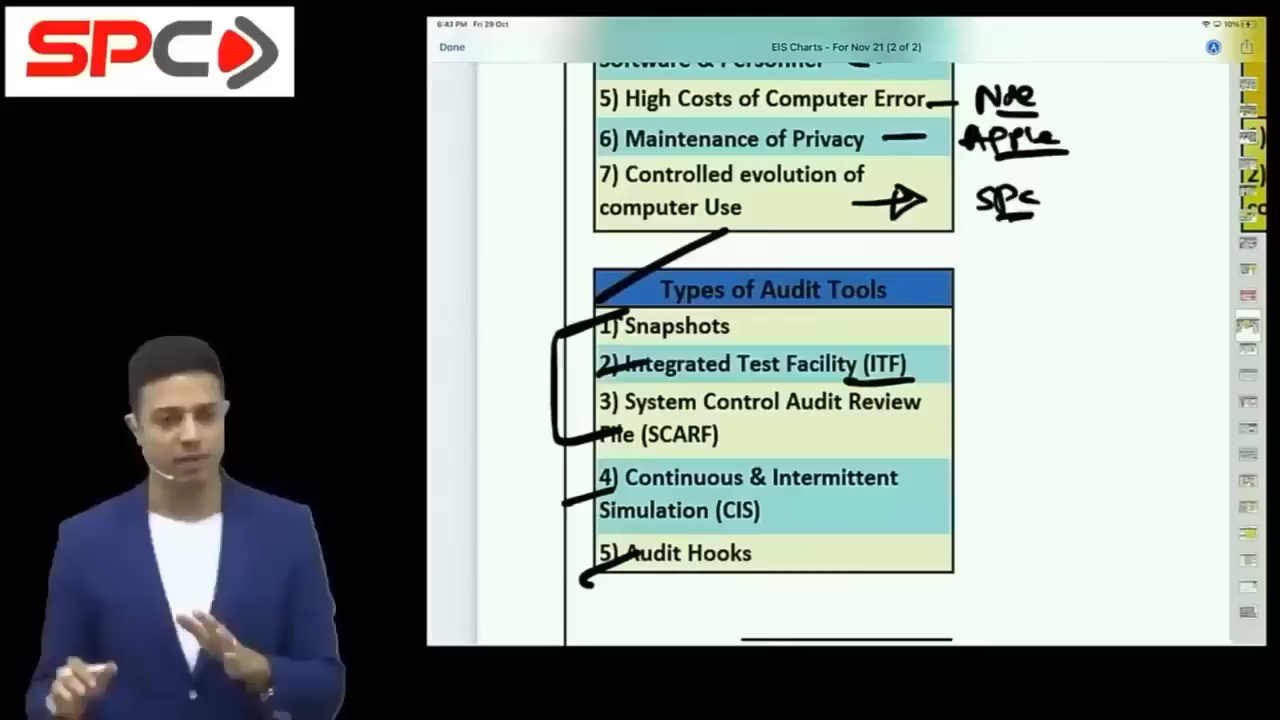 SPC
6:43 PM Fri 29 Oct
10%
Done
EIS Charts - For Nov 21 (2 of 2)
Software & Personnel
5) High Costs of Computer Error
6) Maintenance of Privacy
Apple
7) Controlled evolution of
computer Use
SPC
Types of Audit Tools
1) Snapshots
2) Integrated Test Facility (ITF)
3) System Control Audit Review
File (SCARF)
4) Continuous & Intermittent
Simulation (CIS)
5) Audit Hooks